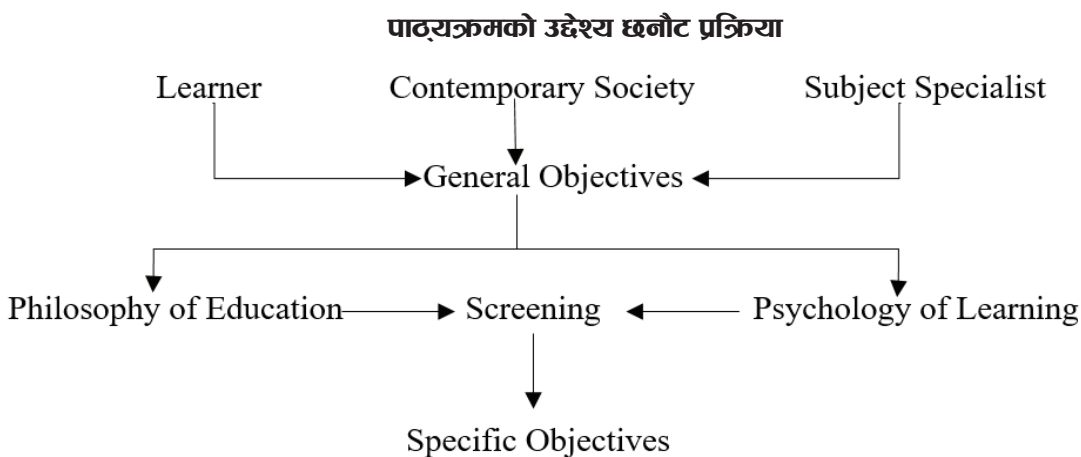 पाठ्यक्रमको उद्देश्य छनौट प्रक्रिया
Learner Contemporary Society Subject Specialist
General Objectives
Philosophy of Education Screening Psychology of Learning
Specific Objectives